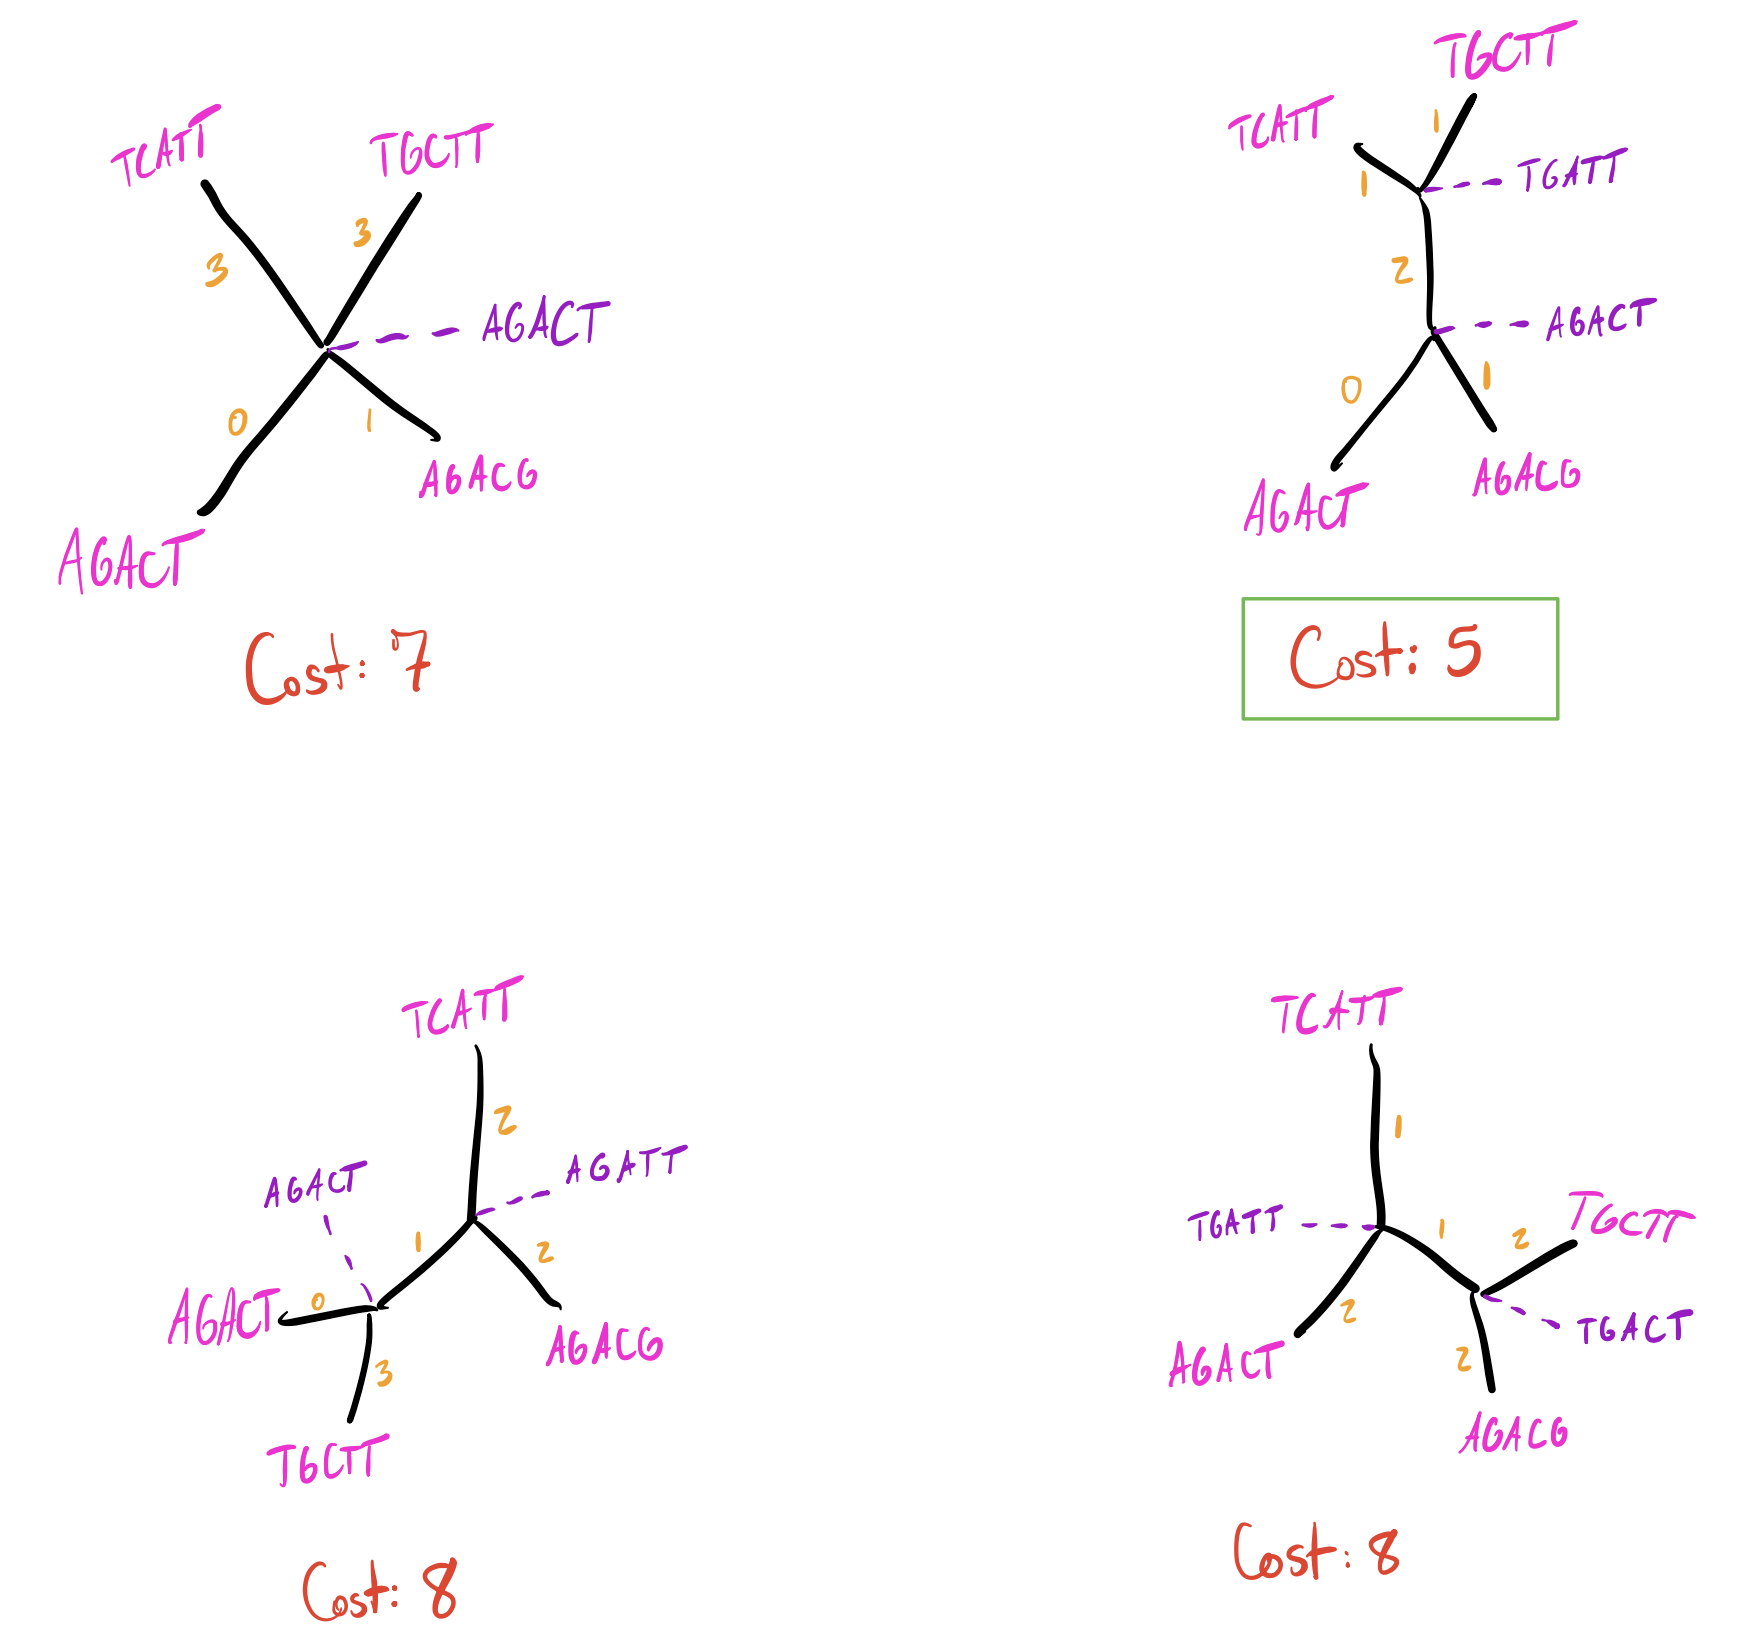 TCATT
TGCTT
3
3
AGACT
0
1
AGACG
AGACT
Cost: 7
TGCTT
TCATT
1
1
TGATT
2
AGACT
0
1
AGACT
AGACG
Cost: 5
TCATT
2
AGATT
AGACT
1
2
AGACT
0
AGACG
3
TGCTT
Cost: 8
TCATT
1
TGCTT
TGATT
1
2
2
TGACT
AGACT
2
AGACG
Cost: 8